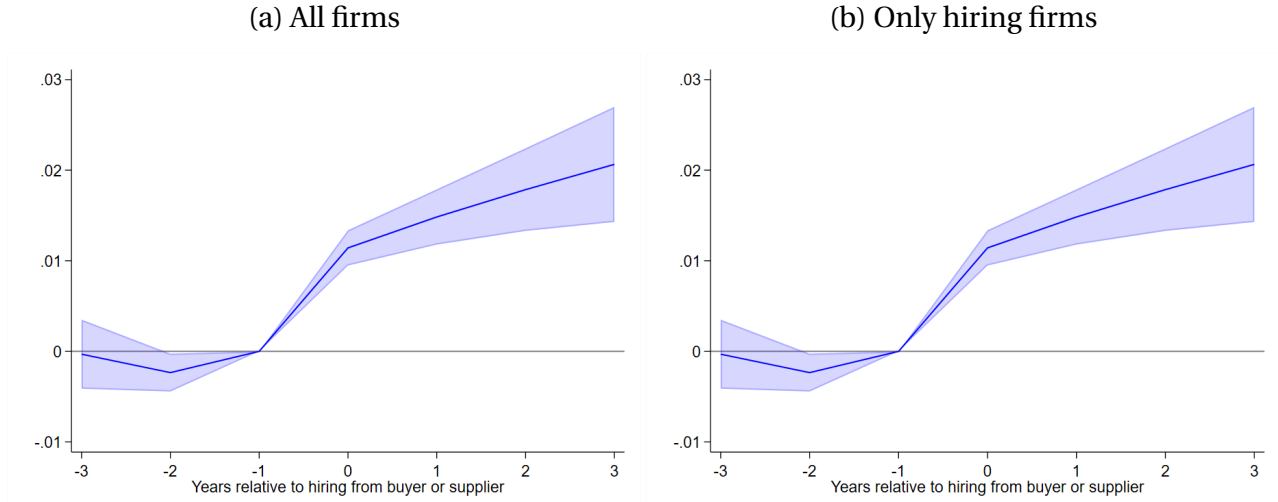 (a) All firms
.03
.02
.01
0
-.01
-3 -2 -1 0 1 2 3
Years relative to hiring from buyer or supplier
(b) Only hiring firms
.03
.02
.01
0
-.01
-3 -2 -1 0 1 2 3
Years relative to hiring from buyer or supplier